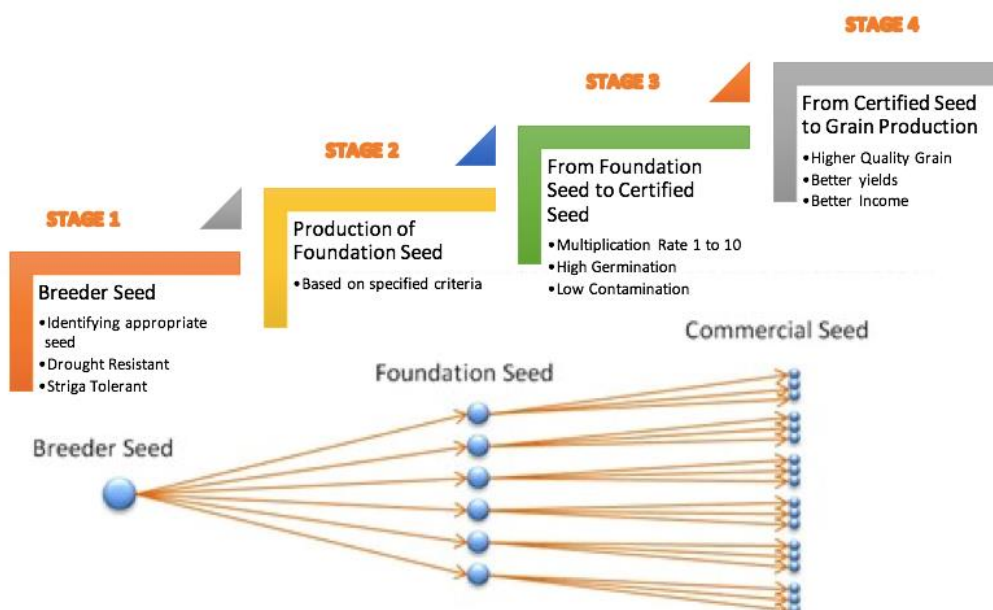 STAGE 1
Breeder Seed
•Identifying appropriate
seed
•Drought Resistant
•Striga Tolerant
STAGE 2
Production of
Foundation Seed
•Based on specified criteria
STAGE 3
From Foundation
Seed to Certified
Seed
•Multiplication Rate 1 to 10
•High Germination
•Low Contamination
STAGE 4
From Certified Seed
to Grain Production
•Higher Quality Grain
•Better yields
•Better Income
Breeder Seed
Foundation Seed
Commercial Seed